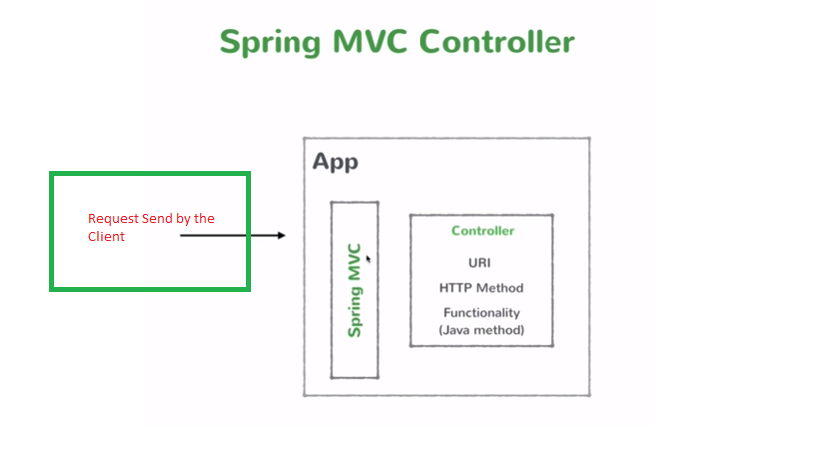 Spring MVC Controller
App
Request Send by the
Client
Spring MVC
Controller
URI
HTTP Method
Functionality
(Java method)